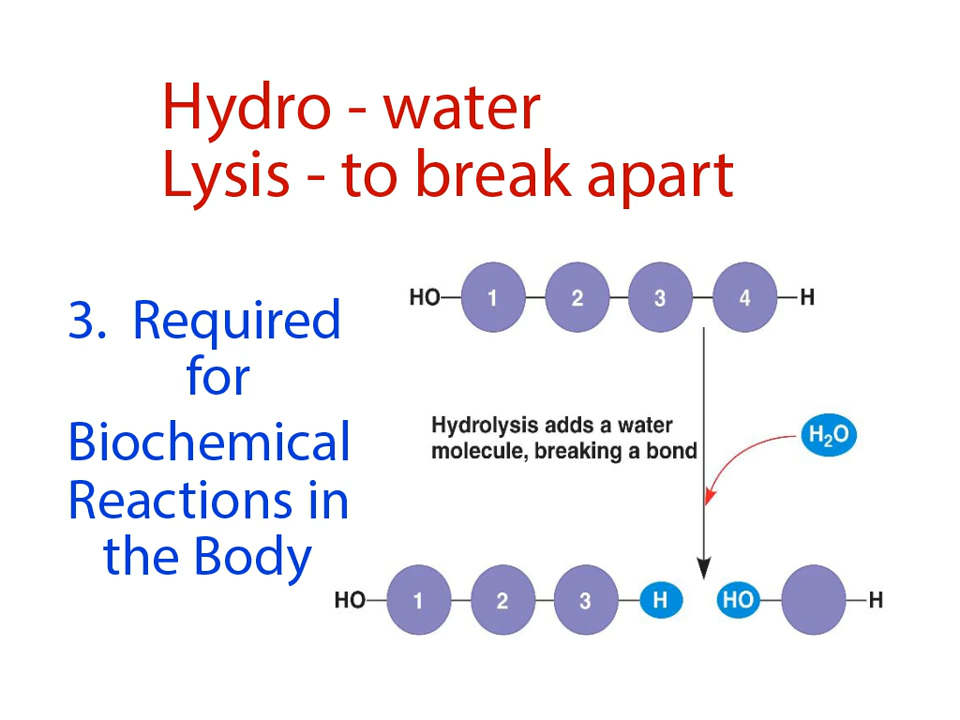 Hydro - water
Lysis - to break apart
3. Required
for
Biochemical
Reactions in
the Body
HO 1 2 3 4 H
Hydrolysis adds a water
molecule, breaking a bond
H₂O
HO 1 2 3 H HO H